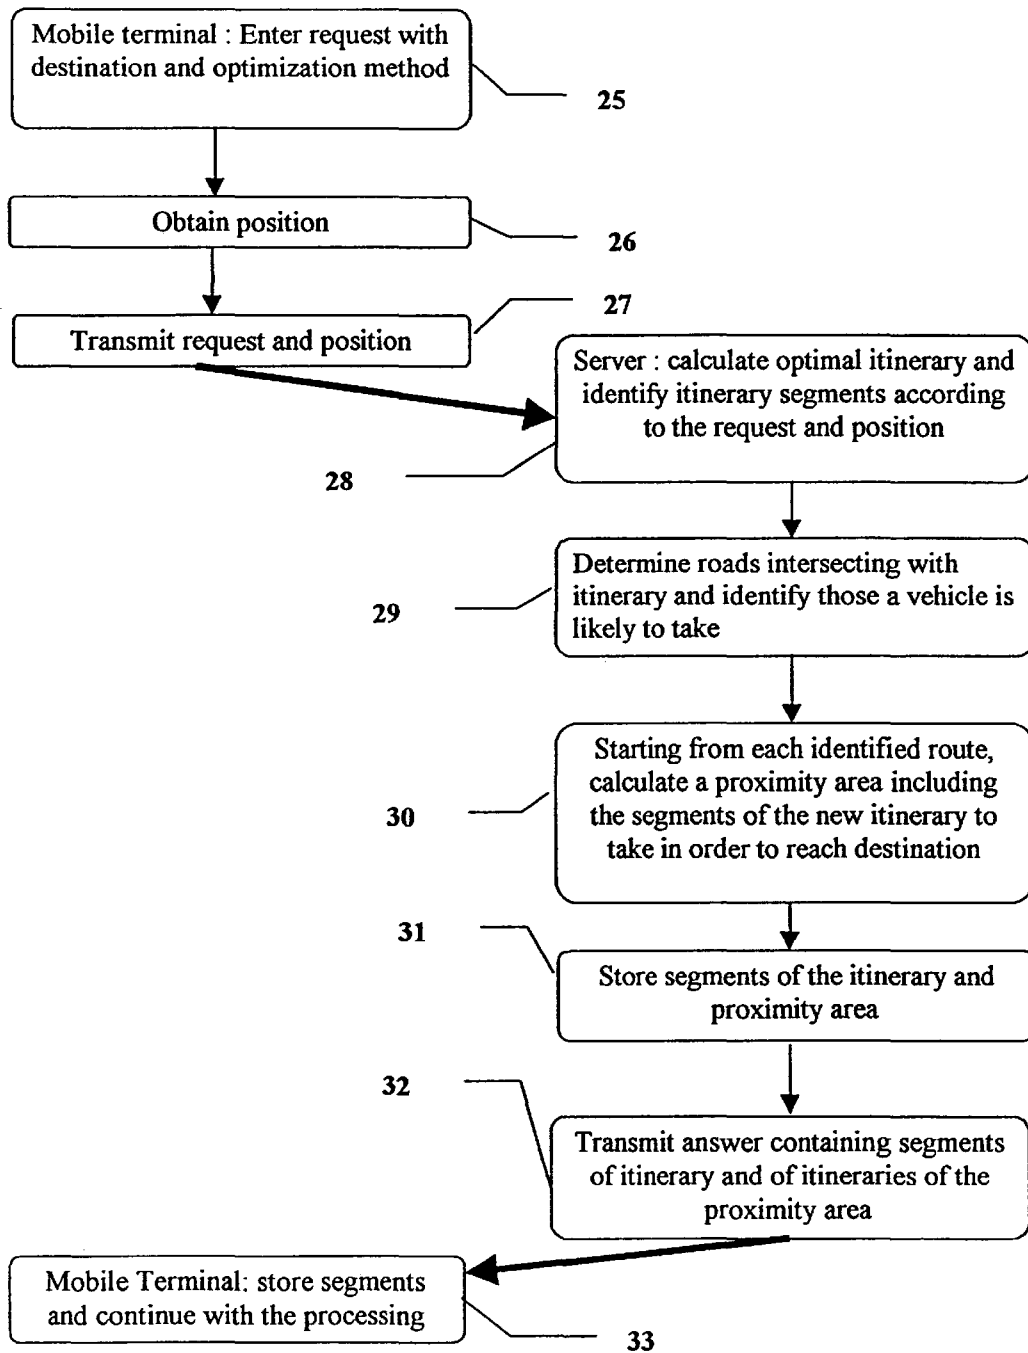 Mobile terminal : Enter request with
destination and optimization method
25
Obtain position
26
27
Transmit request and position
Server : calculate optimal itinerary and
identify itinerary segments according
to the request and position
28
Determine roads intersecting with
itinerary and identify those a vehicle is
likely to take
29
Starting from each identified route,
calculate a proximity area including
the segments of the new itinerary to
take in order to reach destination
30
31
Store segments of the itinerary and
proximity area
32
Transmit answer containing segments
of itinerary and of itineraries of the
proximity area
Mobile Terminal: store segments
and continue with the processing
33